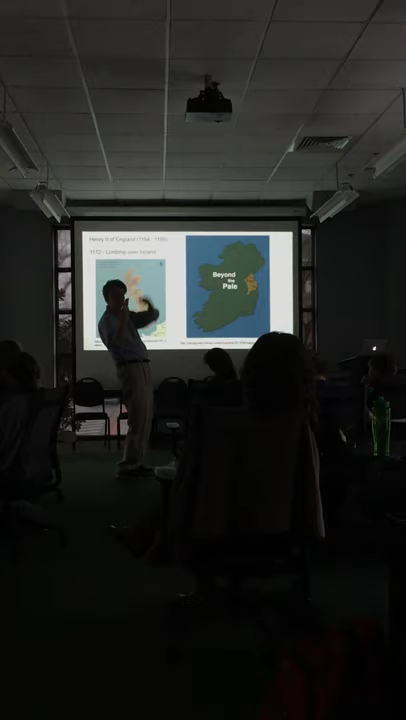 Henry II of England (1154 - 1189)
1172 - Lordship over Ireland
Beyond
the
Pale